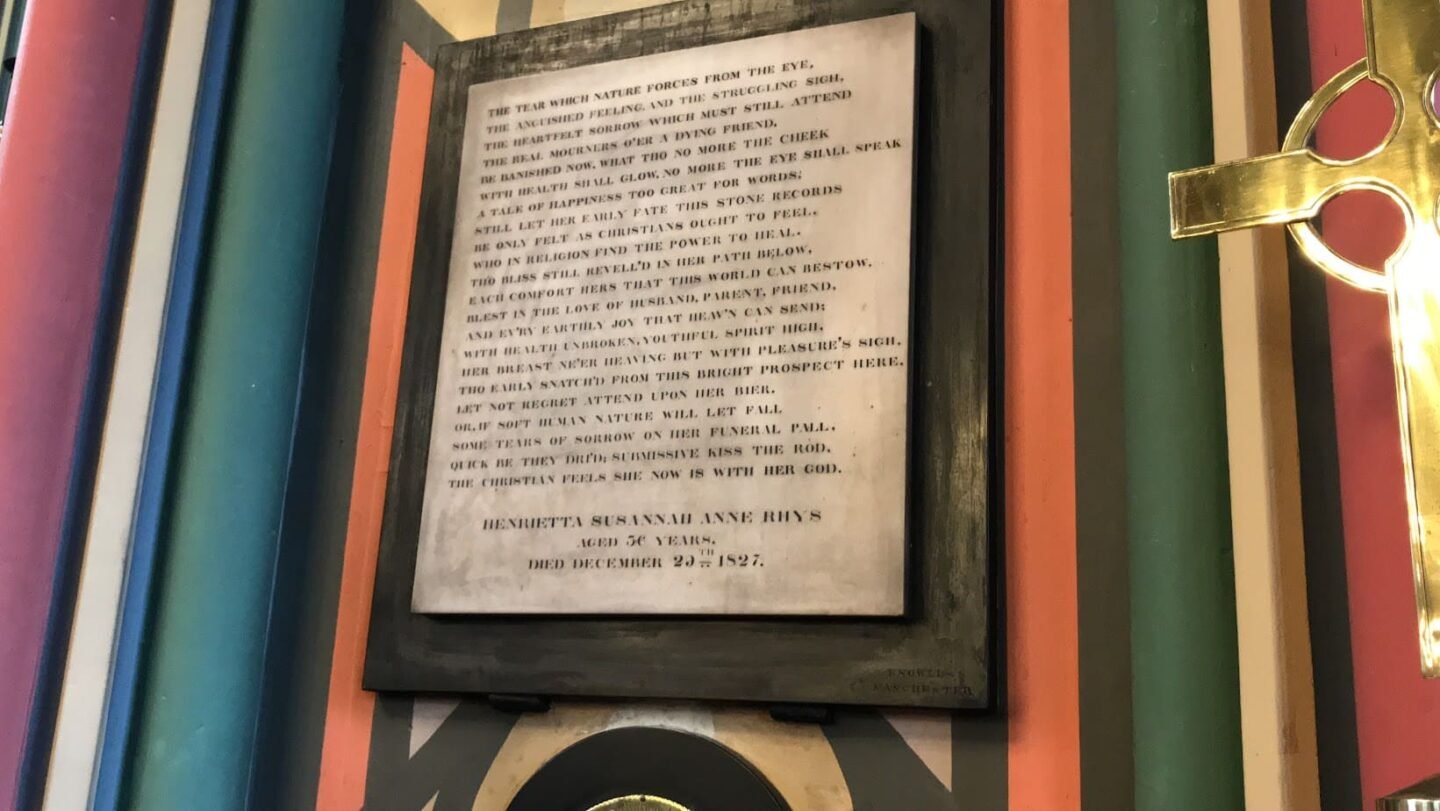 THE TEAR WHICH NATURE FORCES FROM THE EYE,
THE ANGUISHED FEELING, AND THE STRUGGLING SIGH,
THE HEARTFELT SORROW WHICH MUST STILL ATTEND
THE REAL MOURNERS O'ER A DYING FRIEND,
BE BANISHED NOW, WHAT THO NO MORE THE CHEEK
WITH HEALTH SHALL GLOW, NO MORE THE EYE SHALL SPEAK
A TALE OF HAPPINESS TOO GREAT FOR WORDS;
STILL LET HER EARLY FATE THIS STONE RECORDS
BE ONLY FELT AS CHRISTIANS OUGHT TO FEEL,
WHO IN RELIGION FIND THE POWER TO HEAL.
THO BLISS STILL REVELL'D IN HER PATH BELOW,
EACH COMFORT HERS THAT THIS WORLD CAN BESTOW,
BLEST IN THE LOVE OF HUSBAND, PARENT, FRIEND,
AND EV'RY EARTHLY JOY THAT HEAV'N CAN SEND;
WITH HEALTH UNBROKEN, YOUTHFUL SPIRIT HIGH,
HER BREAST NE'ER HEAVING BUT WITH PLEASURE'S SIGH,
THO EARLY SNATCH'D FROM THIS BRIGHT PROSPECT HERE,
LET NOT REGRET ATTEND UPON HER BIER,
OR, IF SOFT HUMAN NATURE WILL LET FALL
SOME TEARS OF SORROW ON HER FUNERAL PALL,
QUICK BE THEY DRI'D; SUBMISSIVE KISS THE ROD,
THE CHRISTIAN FEELS SHE NOW IS WITH HER GOD.
HENRIETTA SUSANNAH ANNE RHYS
AGED YEARS,
DIED DECEMBER 1827.
KNOWLES
MANCHESTER